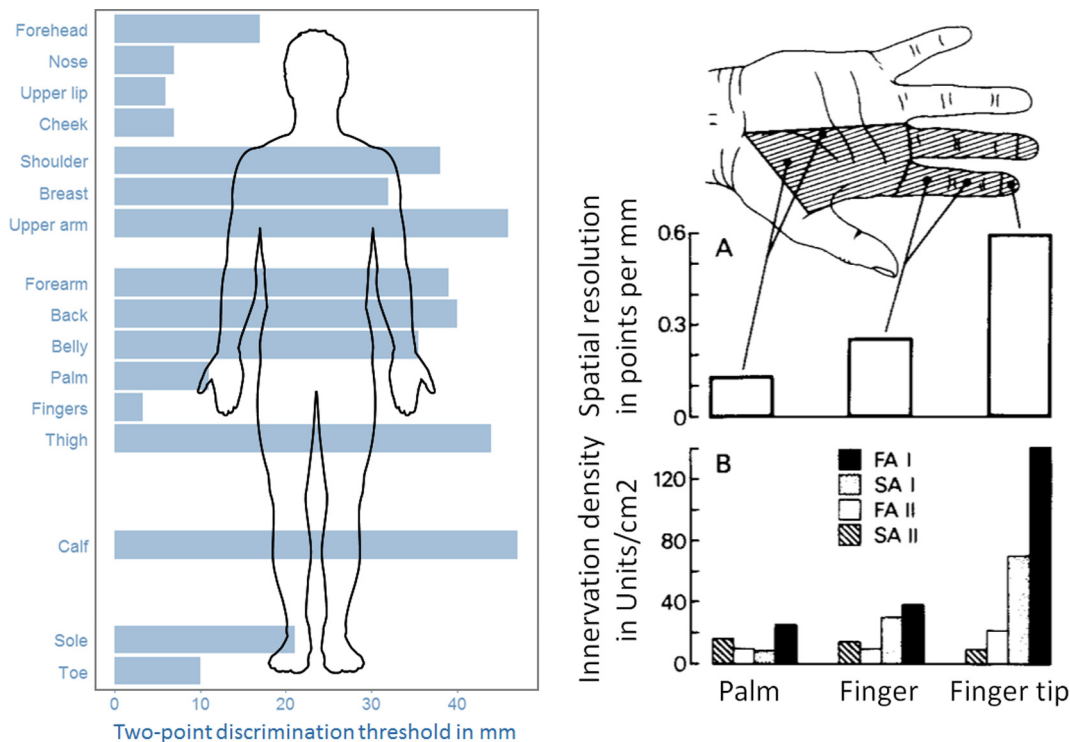 Forehead
Nose
Upper lip
Cheek
Shoulder
Breast
Upper arm
Forearm
Back
Belly
Palm
Fingers
Thigh
Calf
Sole
Toe
0 10 20 30 40
Two-point discrimination threshold in mm
Spatial resolution
in points per mm
A
0.6
0.3
0
Innervation density
in Units/cm2
B
120
80
40
0
FA I
SA I
FA II
SA II
Palm Finger Finger tip